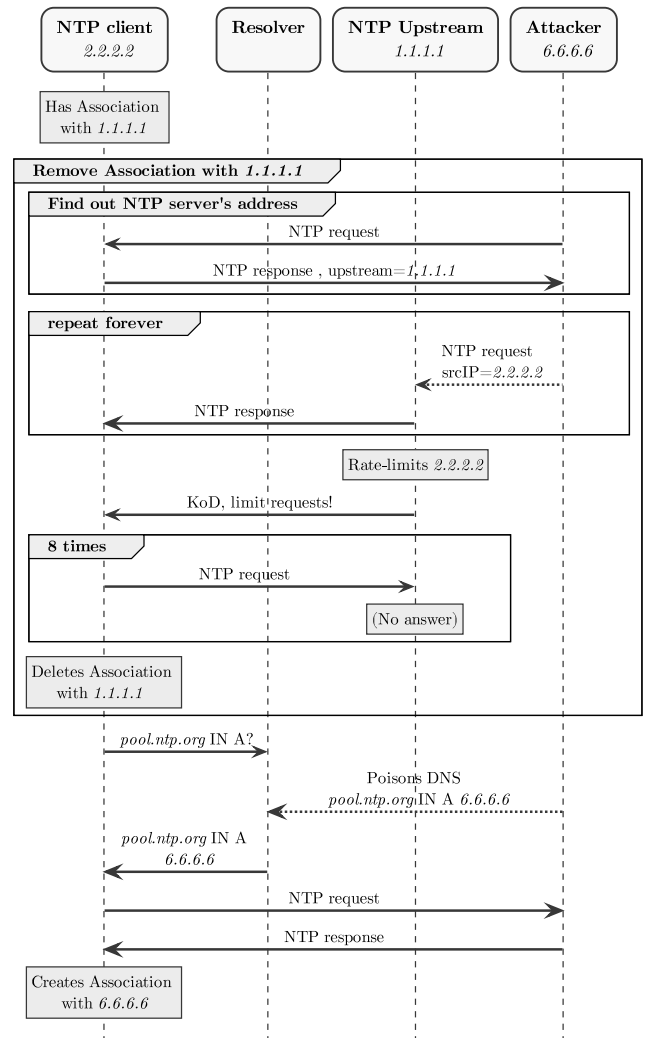 NTP client
2.2.2.2
Resolver
NTP Upstream
1.1.1.1
Attacker
6.6.6.6
Has Association
with 1.1.1.1
Remove Association with 1.1.1.1
Find out NTP server's address
NTP request
NTP response , upstream=1.1.1.1
repeat forever
NTP request
srcIP=2.2.2.2
NTP response
Rate-limits 2.2.2.2
KoD, limit requests!
8 times
NTP request
(No answer)
Deletes Association
with 1.1.1.1
pool.ntp.org IN A?
Poisons DNS
pool.ntp.org IN A 6.6.6.6
pool.ntp.org IN A
6.6.6.6
NTP request
NTP response
Creates Association
with 6.6.6.6